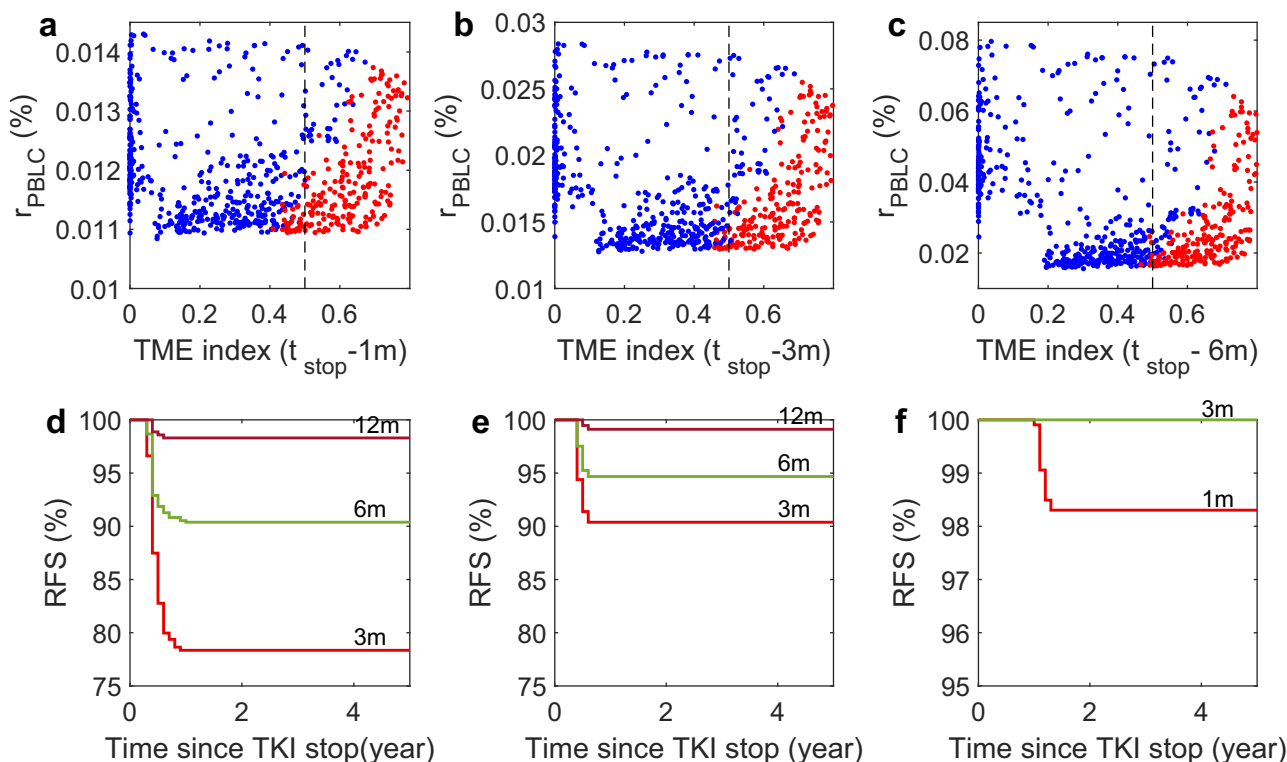 a
r_PBLC (%)
0.014
0.013
0.012
0.011
0.01
0 0.2 0.4 0.6
TME index (t_stop -1m)
b
r_PBLC (%)
0.03
0.025
0.02
0.015
0.01
0 0.2 0.4 0.6
TME index (t_stop -3m)
c
r_PBLC (%)
0.08
0.06
0.04
0.02
0 0.2 0.4 0.6
TME index (t_stop - 6m)
d
RFS (%)
100
95
90
85
80
75
12m
6m
3m
0 2 4
Time since TKI stop(year)
e
RFS (%)
100
95
90
85
80
75
12m
6m
3m
0 2 4
Time since TKI stop (year)
f
RFS (%)
100
99
98
97
96
95
3m
1m
0 2 4
Time since TKI stop (year)